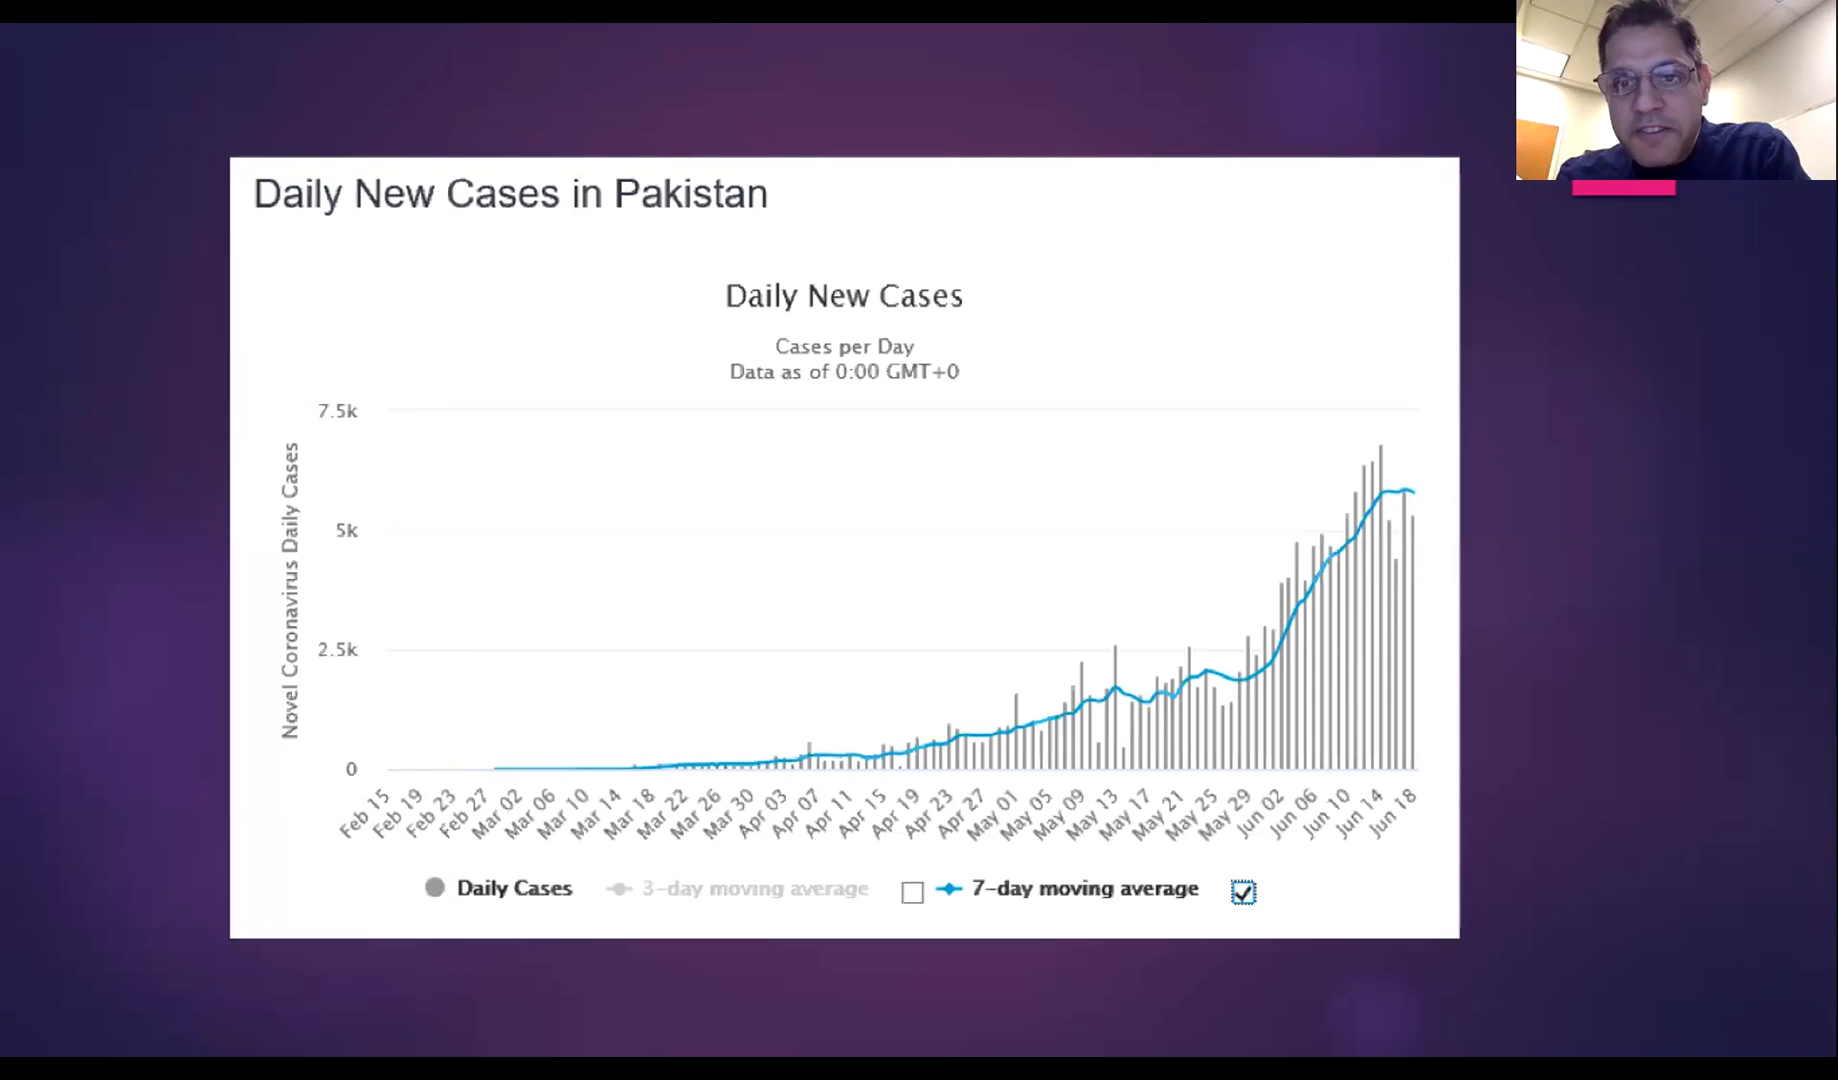 Daily New Cases in Pakistan
Daily New Cases
Cases per Day
Data as of 0:00 GMT+0
Novel Coronavirus Daily Cases
7.5k
5k
2.5k
0
Feb 15 Feb 19 Feb 23 Feb 27 Mar 02 Mar 06 Mar 10 Mar 14 Mar 18 Mar 22 Mar 26 Mar 30 Apr 03 Apr 07 Apr 11 Apr 15 Apr 19 Apr 23 Apr 27 May 01 May 05 May 09 May 13 May 17 May 21 May 25 May 29 Jun 02 Jun 06 Jun 10 Jun 14 Jun 18
Daily Cases 3-day moving average 7-day moving average